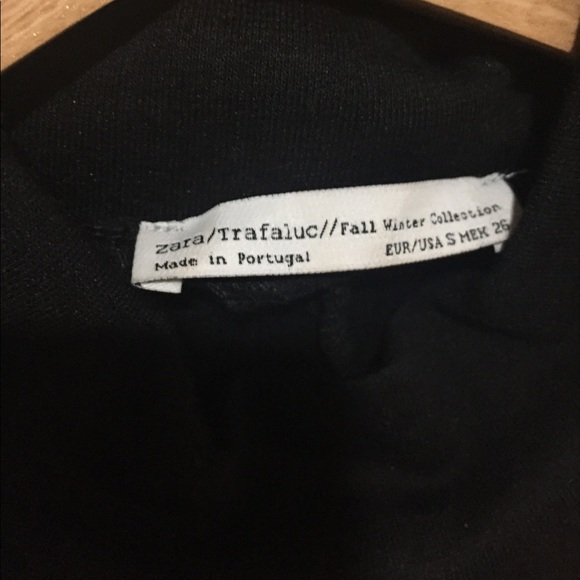 zara/Trafaluc//Fall Winter Collection
Made in Portugal EUR/USA S MEX 26